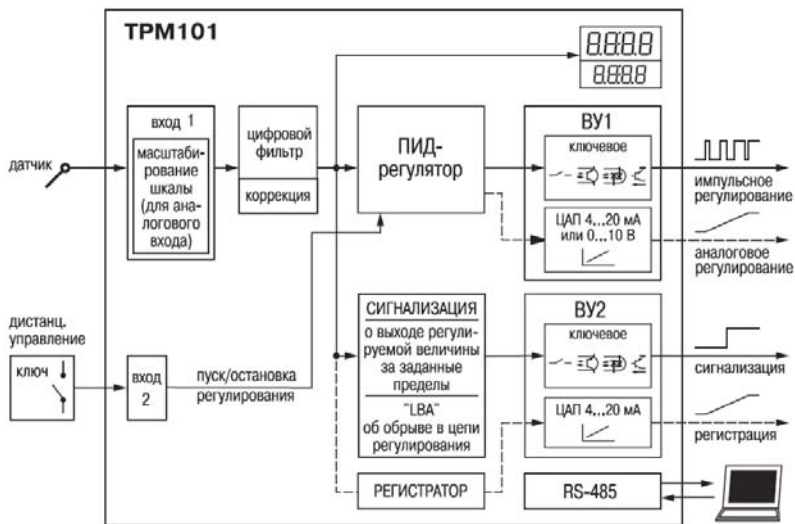 ТРМ101
8.8.8.8
8.8.8.8
датчик
вход 1
масштаби-
рование
шкалы
(для ана-
логового
входа)
цифровой
фильтр
коррекция
ПИД-
регулятор
ВУ1
ключевое
ЦАП 4...20 мА
или 0...10 В
импульсное
регулирование
аналоговое
регулирование
дистанц.
управление
ключ
вход
2
пуск/остановка
регулирования
СИГНАЛИЗАЦИЯ
о выходе регули-
руемой величины
за заданные
пределы
"LBA"
об обрыве в цепи
регулирования
РЕГИСТРАТОР
ВУ2
ключевое
ЦАП 4...20 мА
сигнализация
регистрация
RS-485